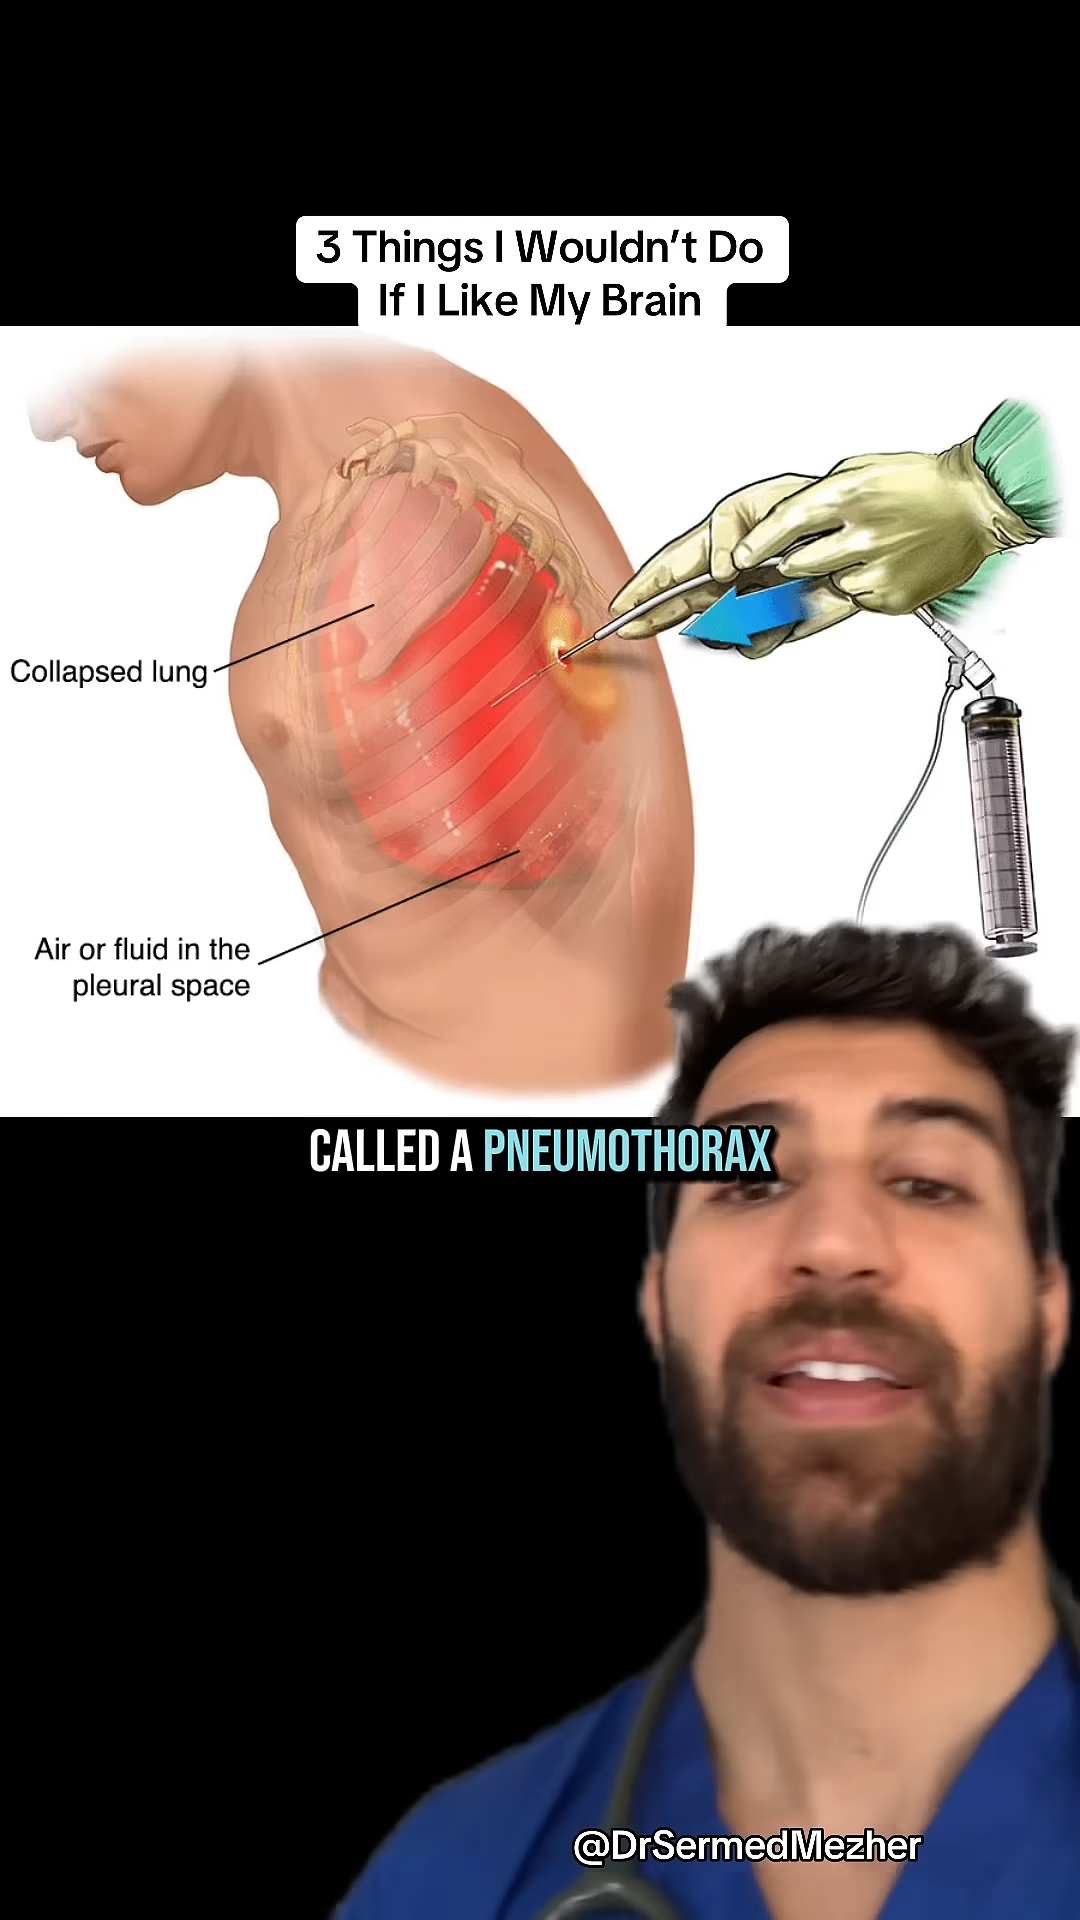 3 Things I Wouldn't Do
If I Like My Brain
Collapsed lung
Air or fluid in the
pleural space
CALLED A PNEUMOTHORAX
@DrSermedMezher